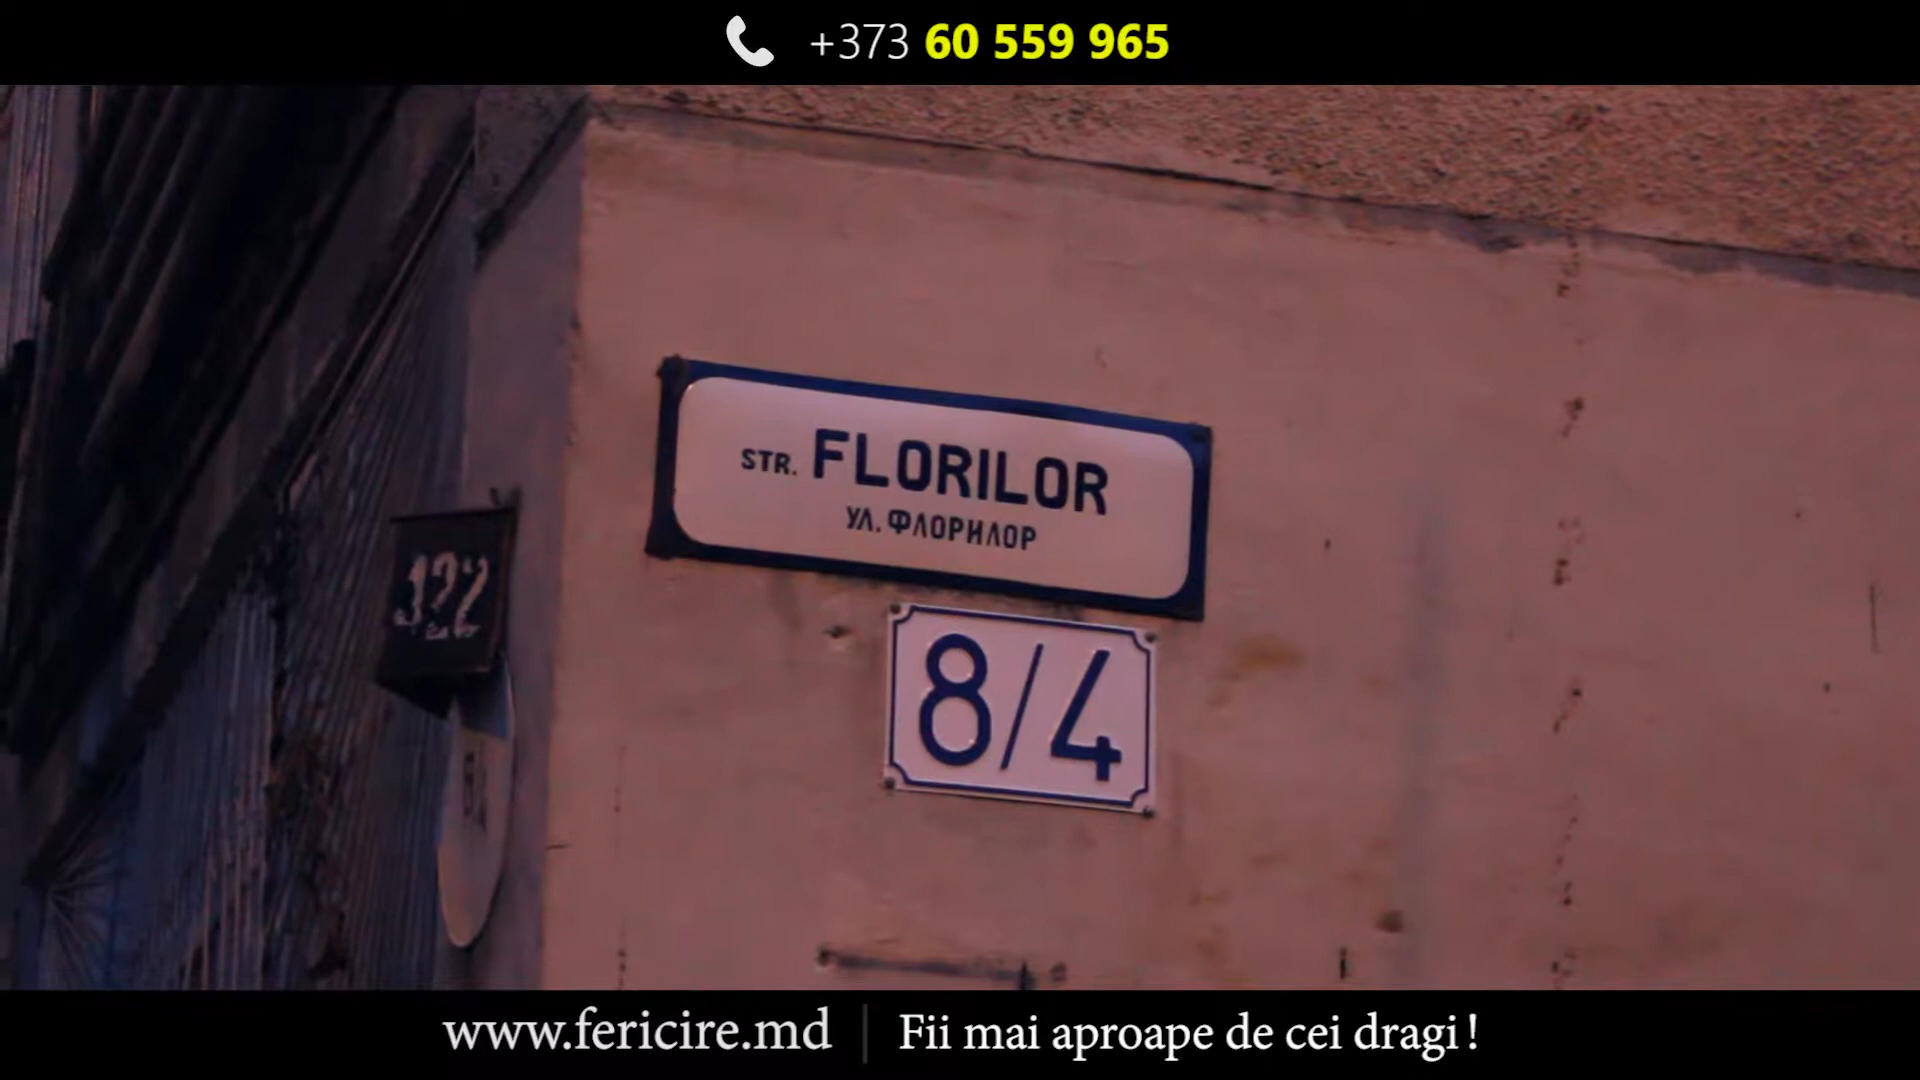 +373 60 559 965
STR. FLORILOR
УЛ. ФЛОРИЛОР
8/4
www.fericire.md | Fii mai aproape de cei dragi!